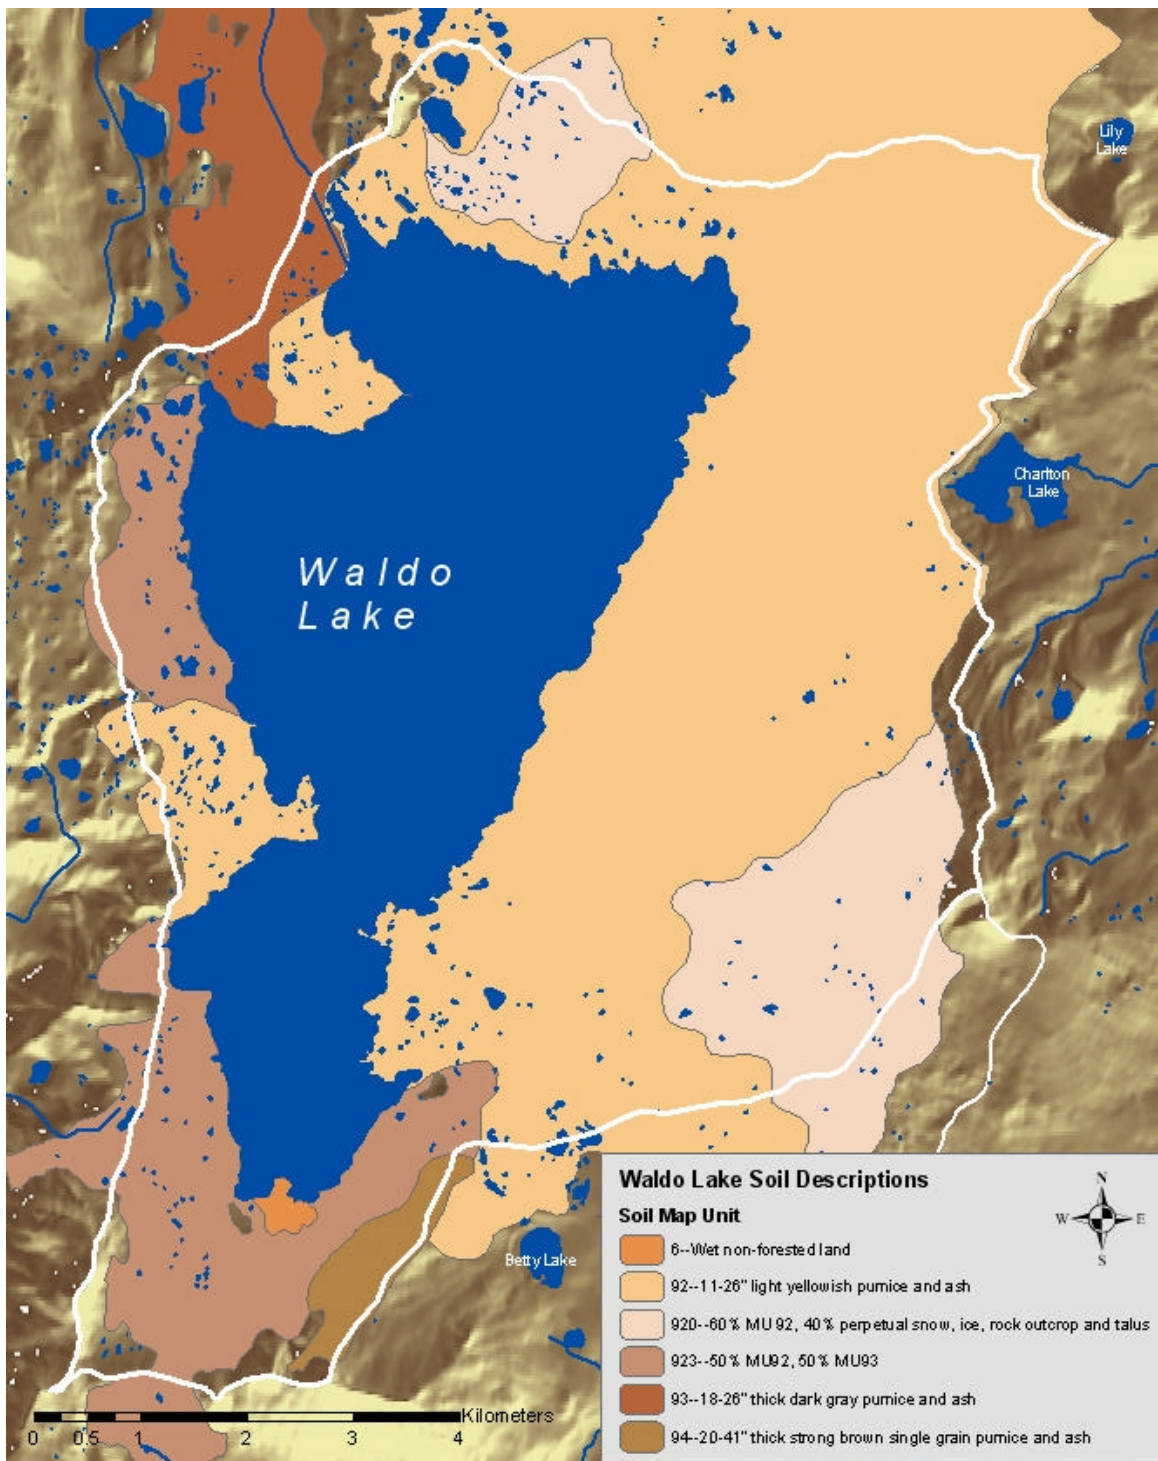 Lily
Lake
Charlton
Lake
Waldo
Lake
Betty Lake
Waldo Lake Soil Descriptions
Soil Map Unit
N
W E
S
6--Wet non-forested land
92--11-26" light yellowish pumice and ash
920--60% MU 92, 40% perpetual snow, ice, rock outcrop and talus
923--50% MU92, 50% MU93
93--18-26" thick dark gray pumice and ash
94--20-41" thick strong brown single grain pumice and ash
Kilometers
0 0.5 1 2 3 4